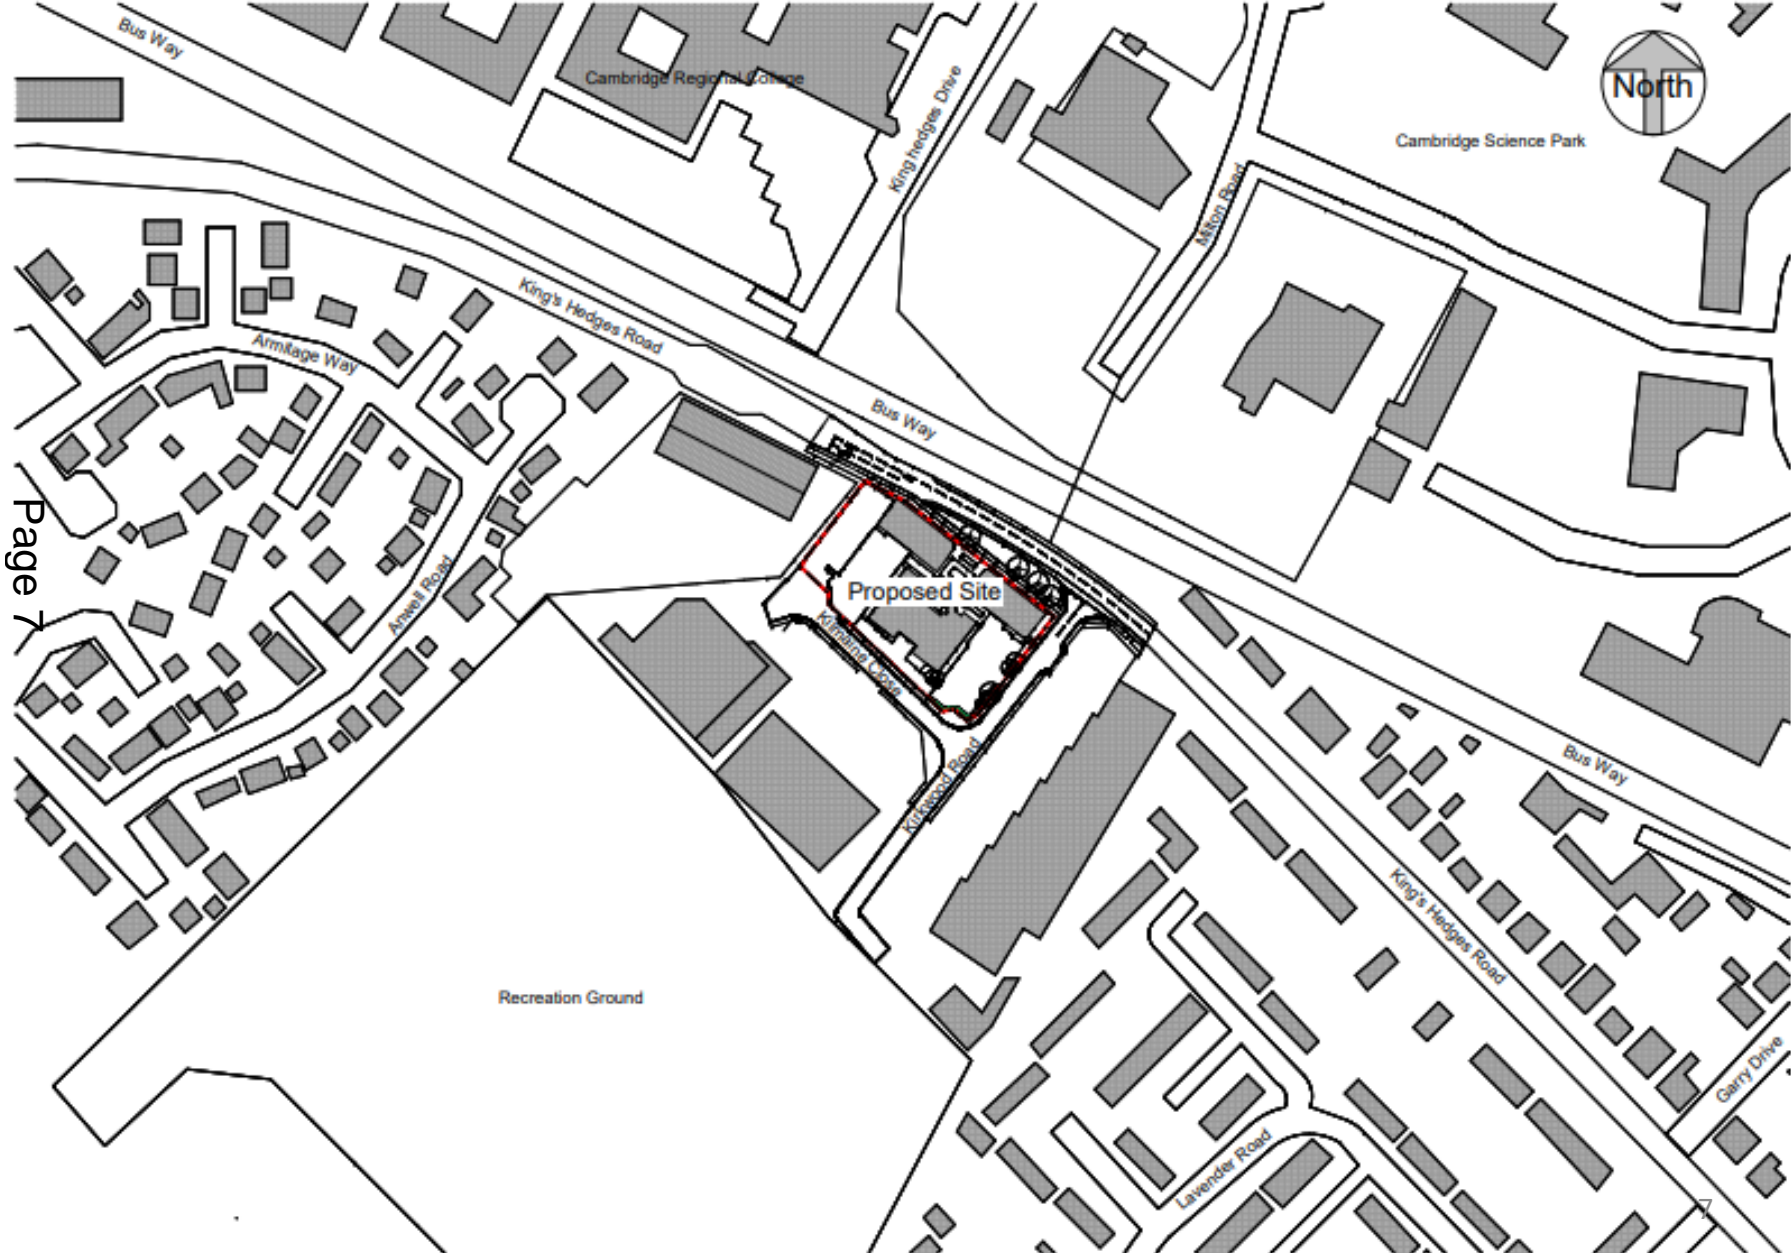 Bus Way
Cambridge Regional College
King hedges Drive
North
Cambridge Science Park
Milton Road
King's Hedges Road
Armitage Way
Bus Way
Page 7
Anwell Road
Proposed Site
Kilmaine Close
Kirkwood Road
Bus Way
King's Hedges Road
Recreation Ground
Garry Drive
Lavender Road
7